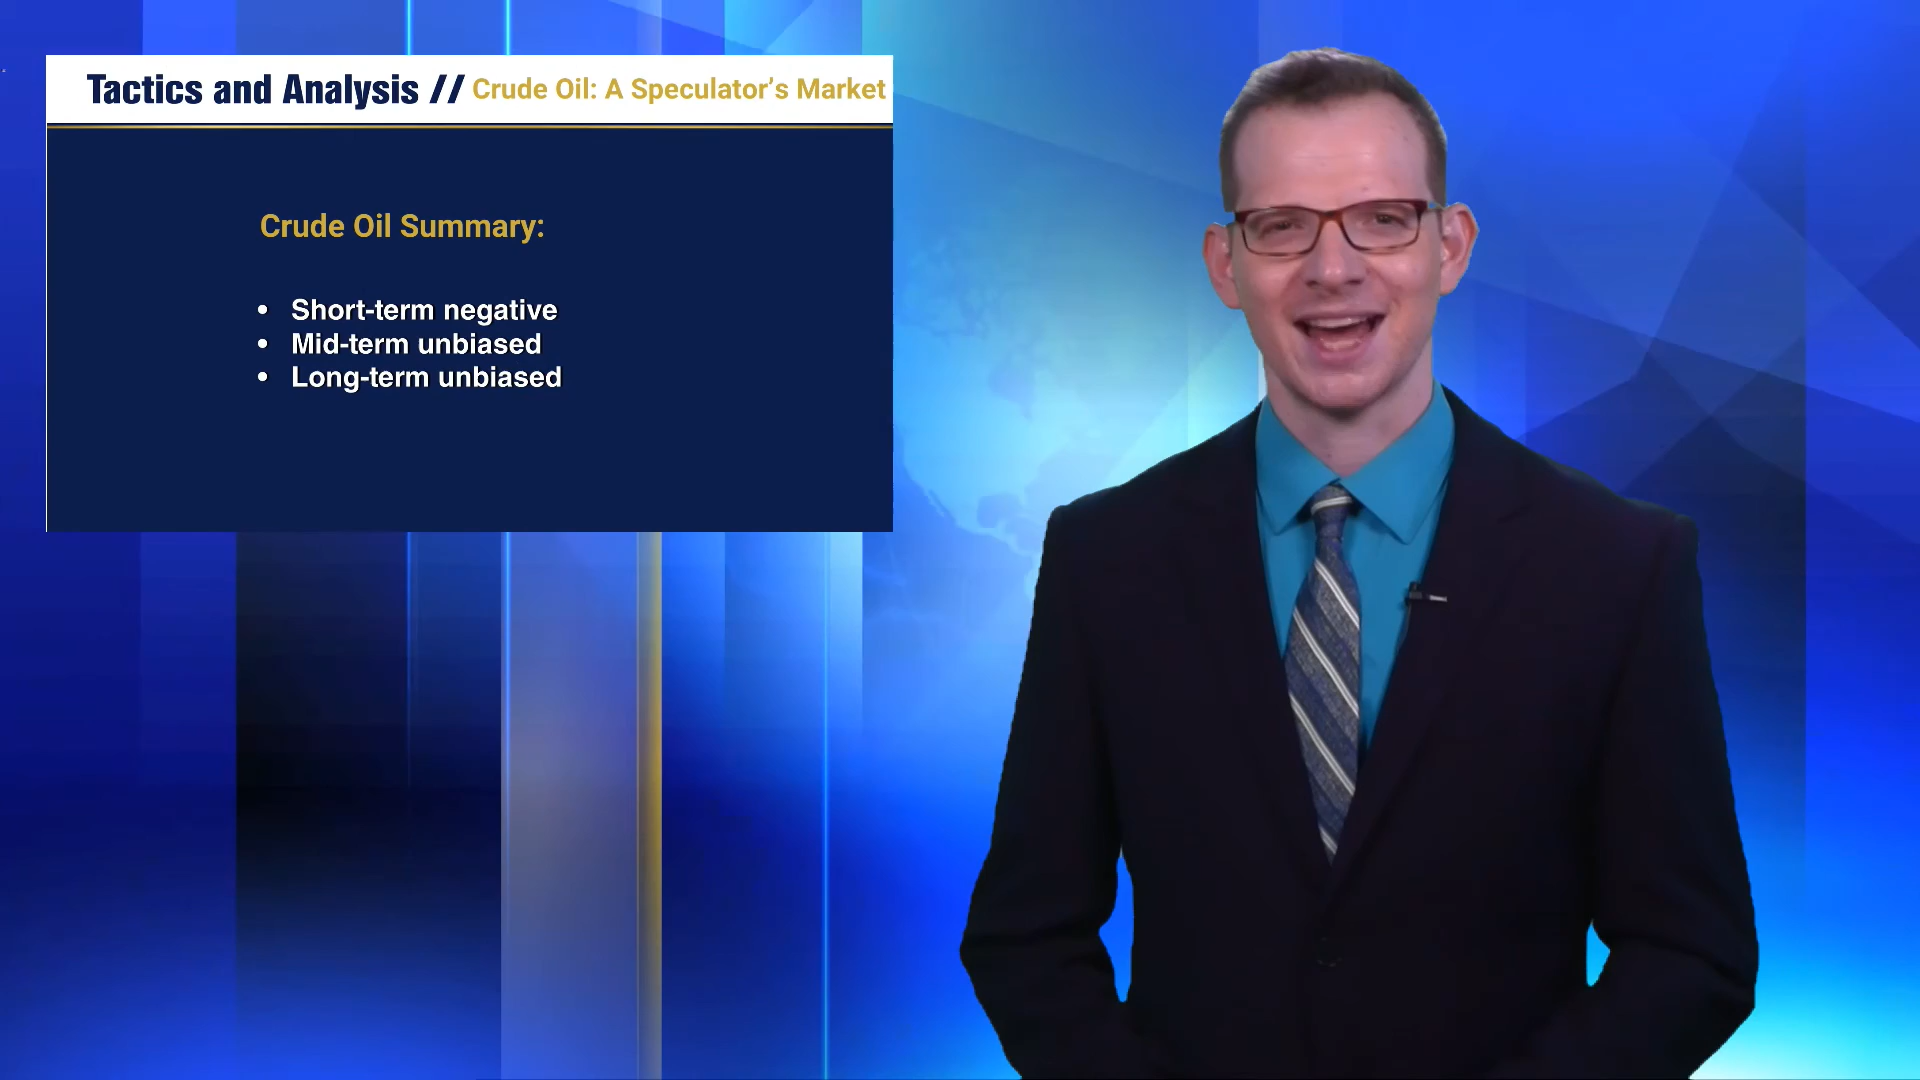 Tactics and Analysis // Crude Oil: A Speculator's Market
Crude Oil Summary:
• Short-term negative
• Mid-term unbiased
• Long-term unbiased